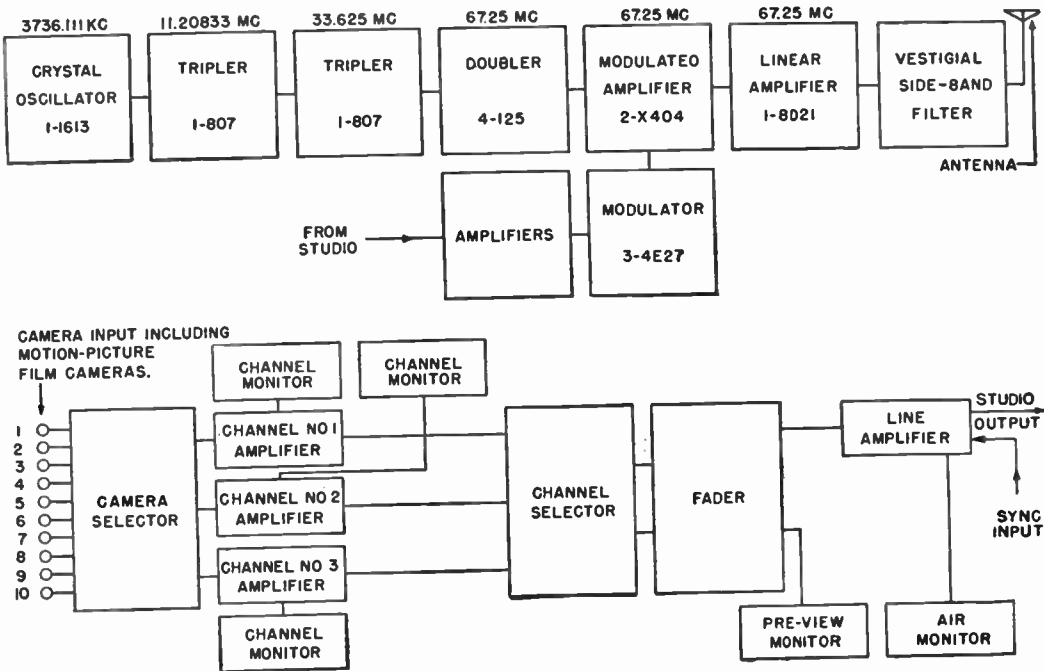 3736.111 KC
11.20833 MC
33.625 MC
67.25 MC
67.25 MC
67.25 MC
CRYSTAL
OSCILLATOR
1-1613
TRIPLER
1-807
TRIPLER
1-807
DOUBLER
4-125
MODULATED
AMPLIFIER
2-X404
LINEAR
AMPLIFIER
1-8D21
VESTIGIAL
SIDE-BAND
FILTER
ANTENNA
FROM
STUDIO
AMPLIFIERS
MODULATOR
3-4E27
CAMERA INPUT INCLUDING
MOTION-PICTURE
FILM CAMERAS.
1
2
3
4
5
6
7
8
9
10
CAMERA
SELECTOR
CHANNEL
MONITOR
CHANNEL
MONITOR
CHANNEL NO 1
AMPLIFIER
CHANNEL NO 2
AMPLIFIER
CHANNEL NO 3
AMPLIFIER
CHANNEL
MONITOR
CHANNEL
SELECTOR
FADER
LINE
AMPLIFIER
STUDIO
OUTPUT
SYNC
INPUT
PRE-VIEW
MONITOR
AIR
MONITOR